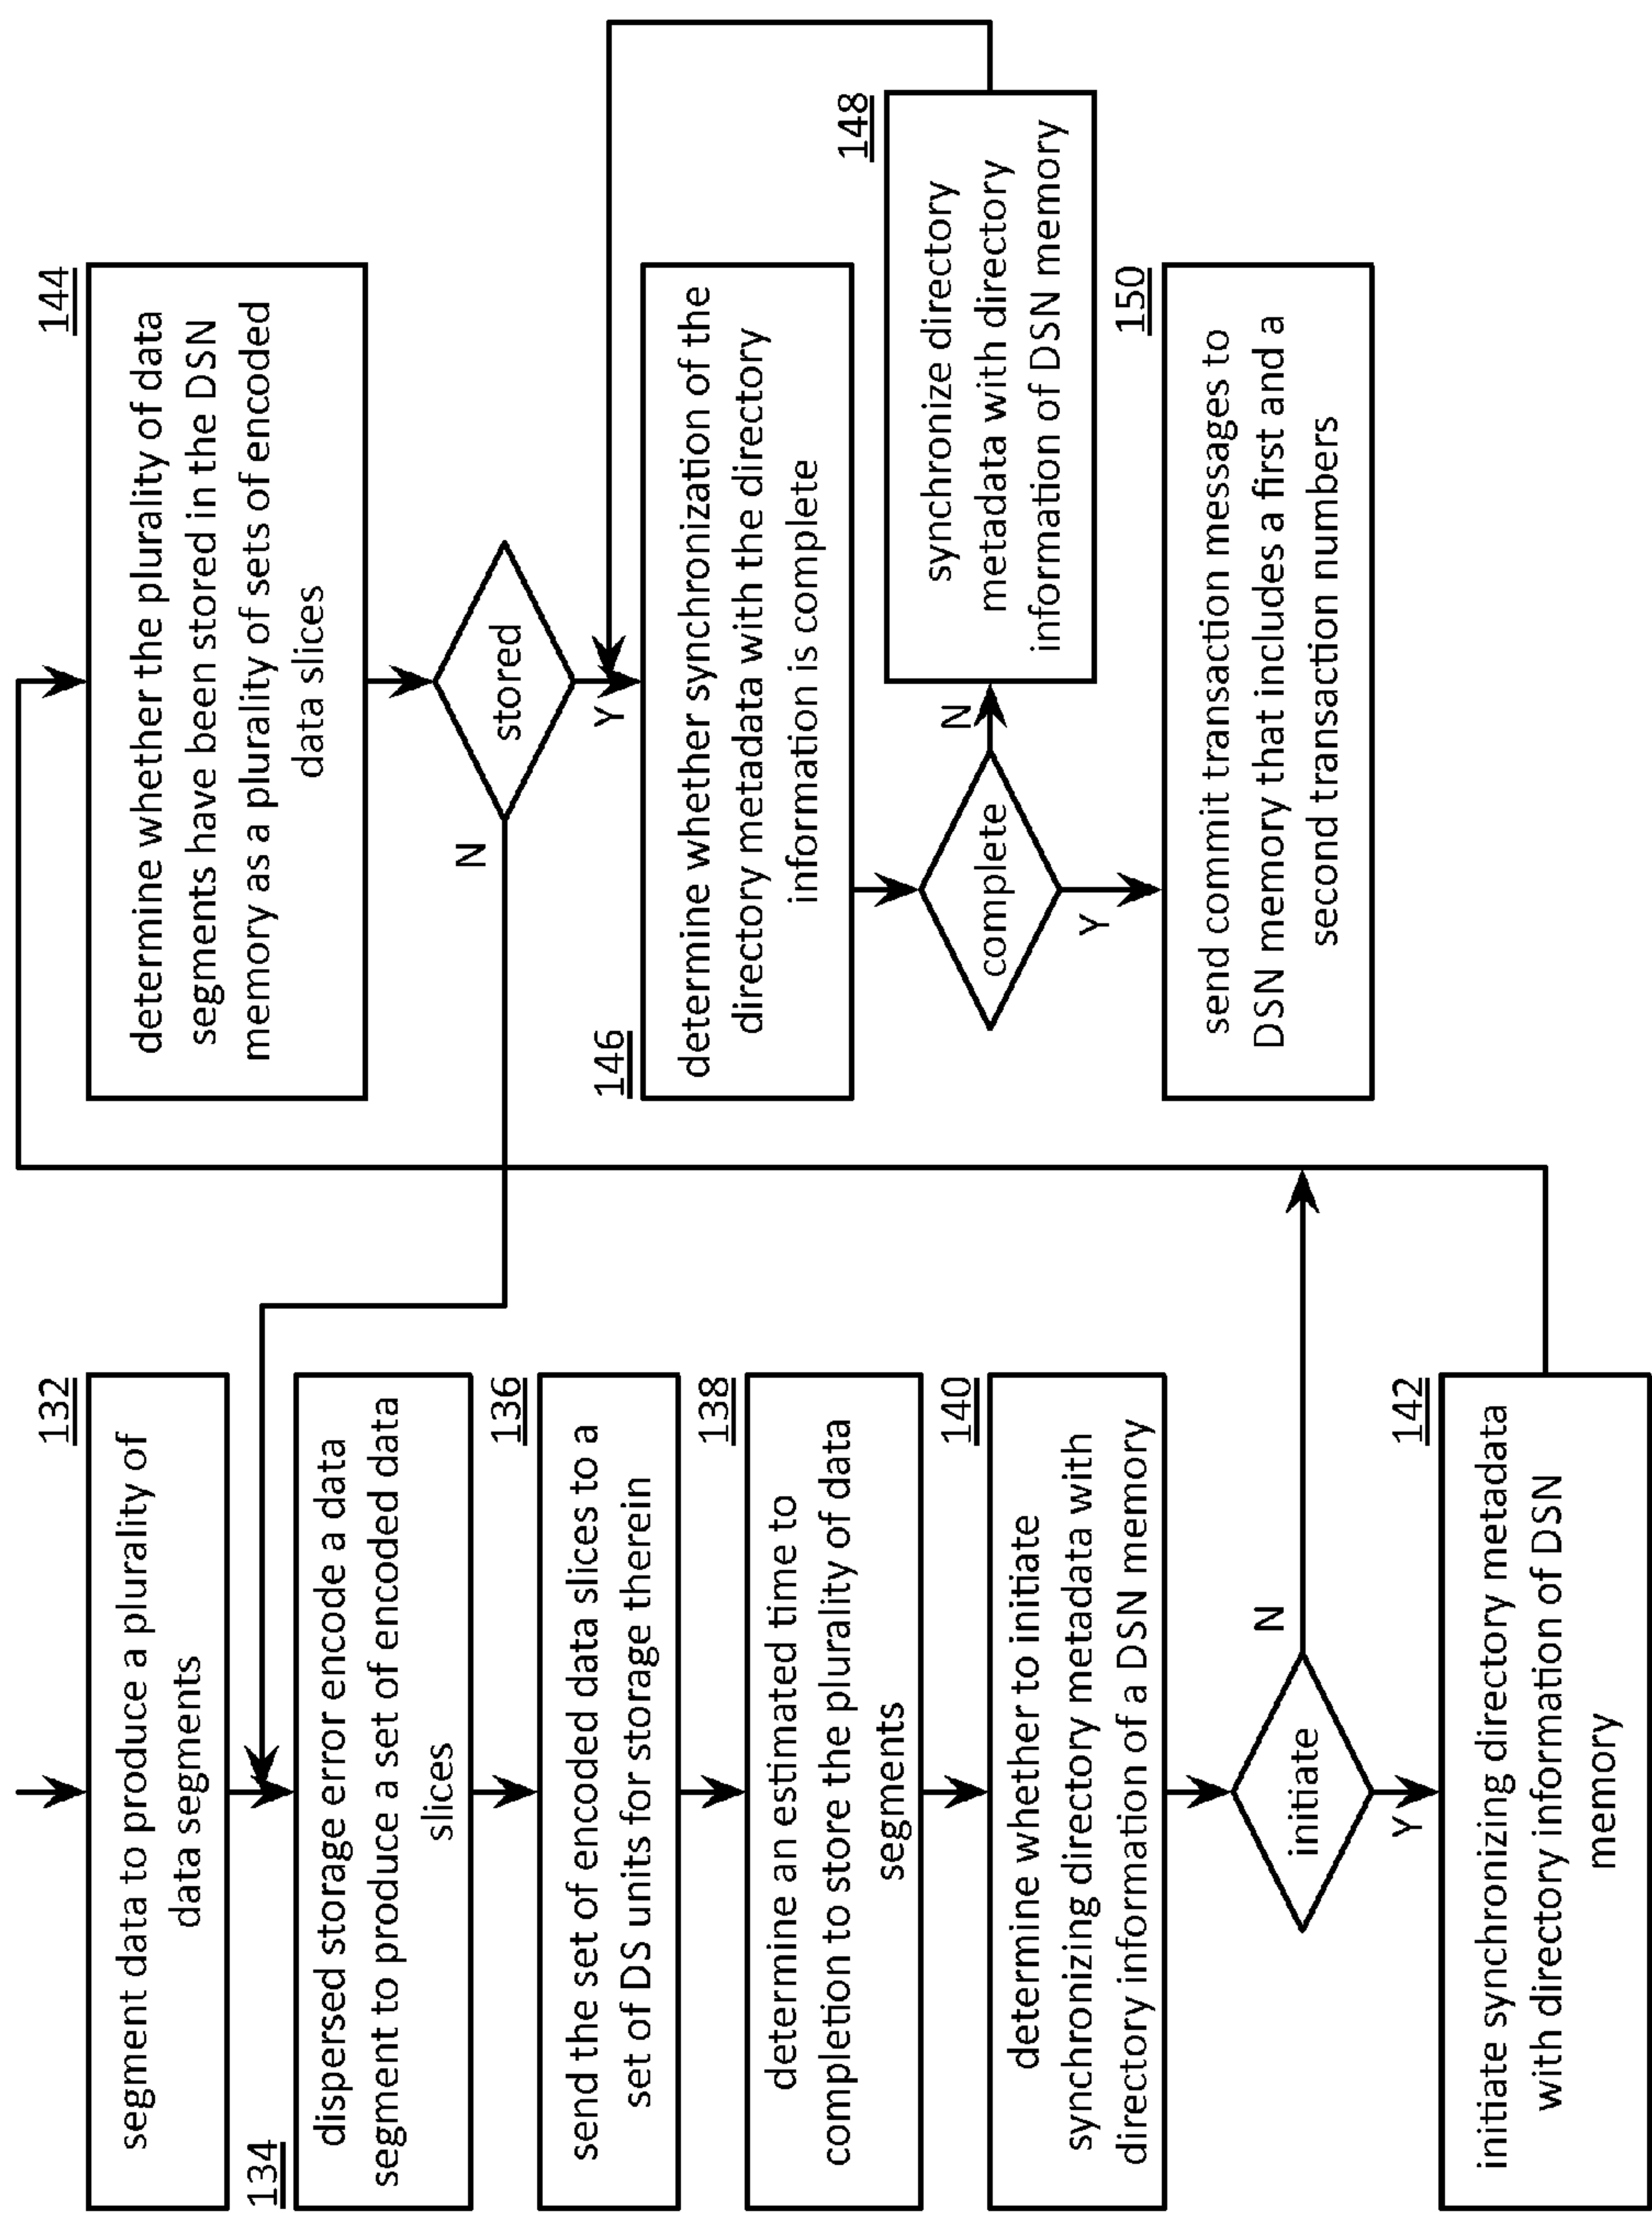 132
segment data to produce a plurality of
data segments
134
dispersed storage error encode a data
segment to produce a set of encoded data
slices
136
send the set of encoded data slices to a
set of DS units for storage therein
138
determine an estimated time to
completion to store the plurality of data
segments
140
determine whether to initiate
synchronizing directory metadata with
directory information of a DSN memory
initiate
N
Y
142
initiate synchronizing directory metadata
with directory information of DSN
memory
144
determine whether the plurality of data
segments have been stored in the DSN
memory as a plurality of sets of encoded
data slices
stored
N
Y
146
determine whether synchronization of the
directory metadata with the directory
information is complete
complete
N
Y
148
synchronize directory
metadata with directory
information of DSN memory
150
send commit transaction messages to
DSN memory that includes a first and a
second transaction numbers